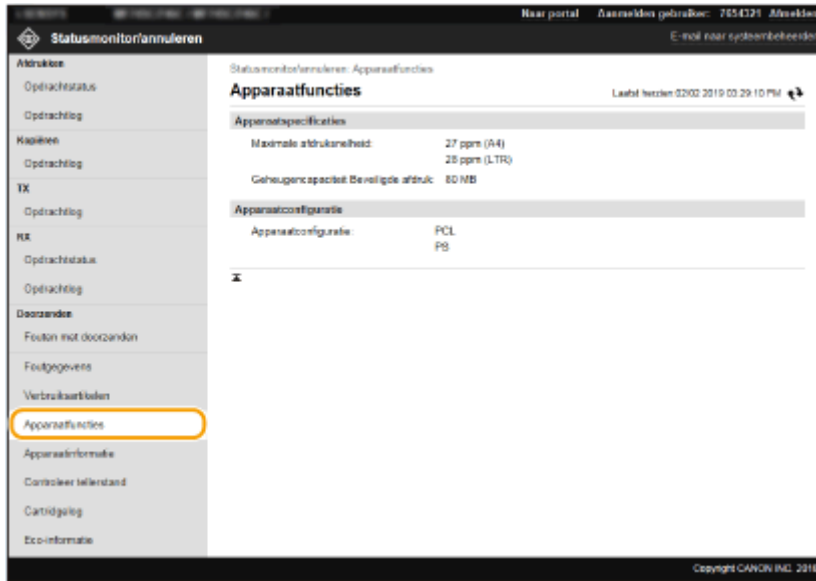 Naar portal Aanmelden gebruiker: 7654321 Afmelden
Statusmonitor/annuleren
E-mail naar systeembeheerder
Afdrukken
Opdrachtstatus
Opdrachtlog
Kopiëren
Opdrachtlog
TX
Opdrachtlog
RX
Opdrachtstatus
Opdrachtlog
Doorzenden
Fouten met doorzenden
Foutgegevens
Verbruiksartikelen
Apparaatfuncties
Apparaatinformatie
Controleer tellerstand
Cartridgelog
Eco-informatie
Statusmonitor/annuleren: Apparaatfuncties
Apparaatfuncties
Laatst herzien: 02/02 2019 03:29:10 PM
Apparaatspecificaties
Maximale afdruksnelheid: 27 ppm (A4)
28 ppm (LTR)
Geheugencapaciteit Beveiligde afdruk: 80 MB
Apparaatconfiguratie
Apparaatconfiguratie: PCL
PS
Copyright CANON INC. 2018